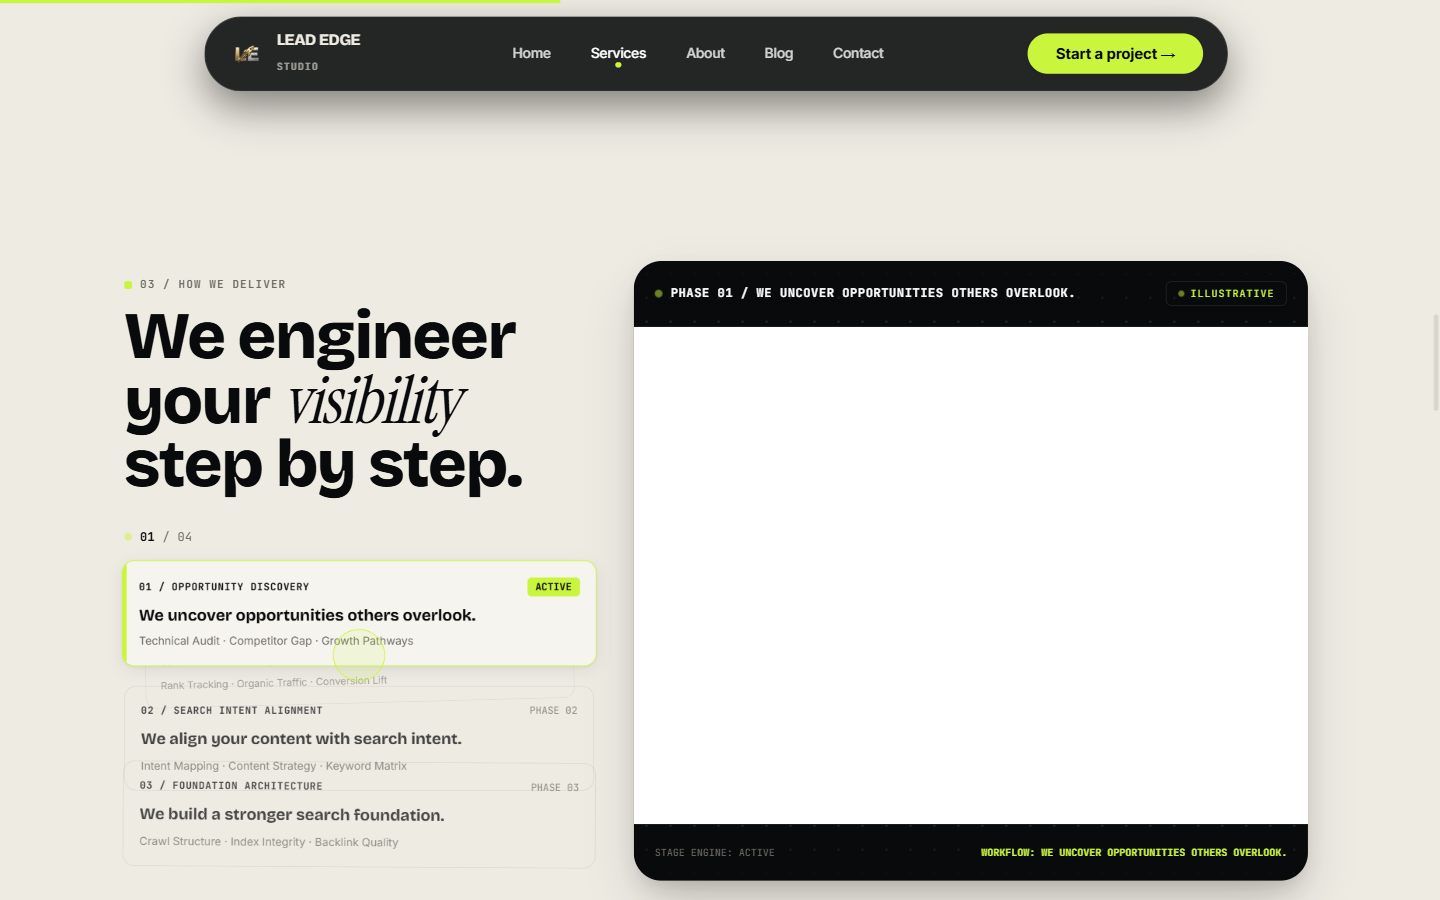 LEAD EDGE
STUDIO
Home
Services
About
Blog
Contact
Start a project →
03 / HOW WE DELIVER
We engineer
your visibility
step by step.
01 / 04
01 / OPPORTUNITY DISCOVERY
ACTIVE
We uncover opportunities others overlook.
Technical Audit · Competitor Gap · Growth Pathways
Rank Tracking · Organic Traffic · Conversion Lift
02 / SEARCH INTENT ALIGNMENT
PHASE 02
We align your content with search intent.
Intent Mapping · Content Strategy · Keyword Matrix
03 / FOUNDATION ARCHITECTURE
PHASE 03
We build a stronger search foundation.
Crawl Structure · Index Integrity · Backlink Quality
PHASE 01 / WE UNCOVER OPPORTUNITIES OTHERS OVERLOOK.
ILLUSTRATIVE
STAGE ENGINE: ACTIVE
WORKFLOW: WE UNCOVER OPPORTUNITIES OTHERS OVERLOOK.